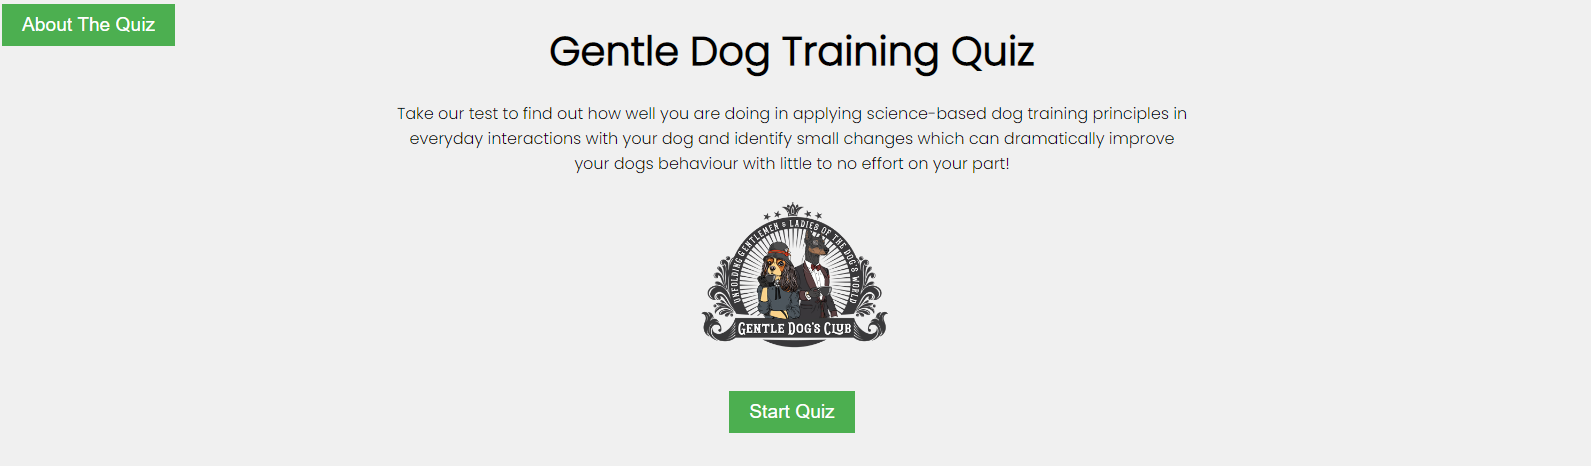 About The Quiz
Gentle Dog Training Quiz
Take our test to find out how well you are doing in applying science-based dog training principles in
everyday interactions with your dog and identify small changes which can dramatically improve
your dogs behaviour with little to no effort on your part!
UNFOLDING GENTLEMEN & LADIES OF THE DOG'S WORLD
GENTLE DOG'S CLUB
Start Quiz